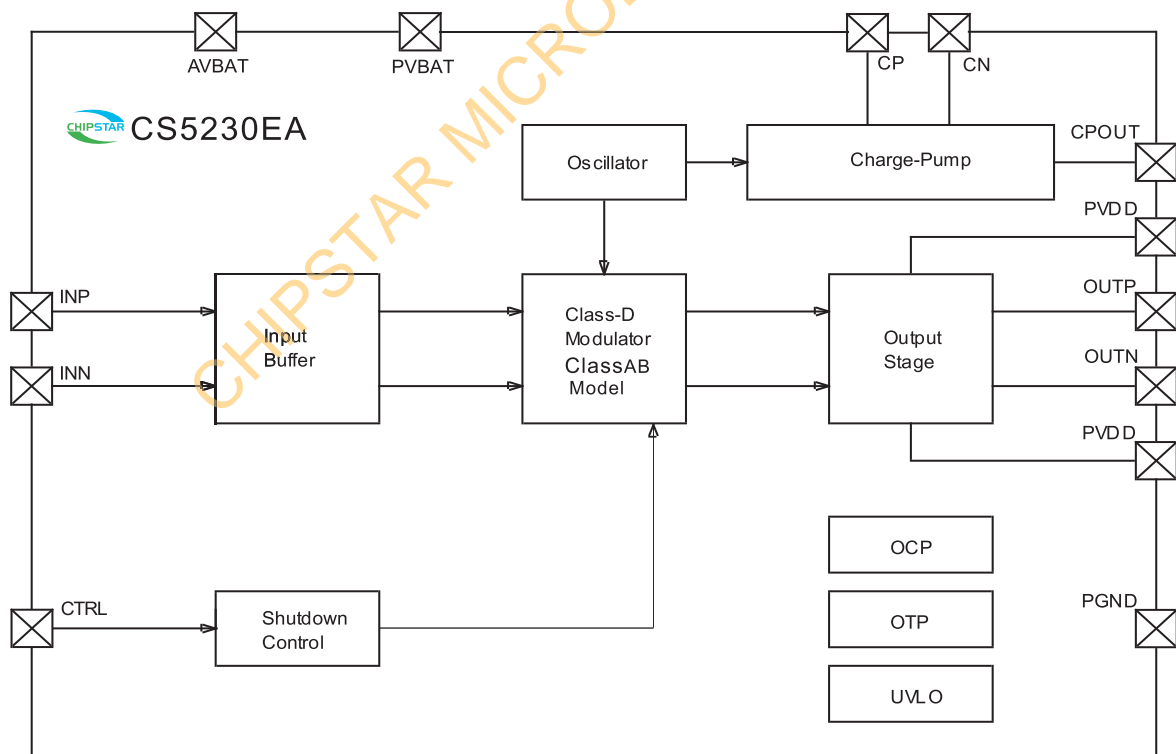 AVBAT
PVBAT
CP
CN
CHIPSTAR
CS5230EA
CPOUT
Oscillator
Charge-Pump
PVDD
INP
OUTP
Input
Buffer
Class-D
Modulator
ClassAB
Model
Output
Stage
INN
OUTN
PVDD
OCP
CTRL
Shutdown
Control
OTP
PGND
UVLO
CHIPSTAR